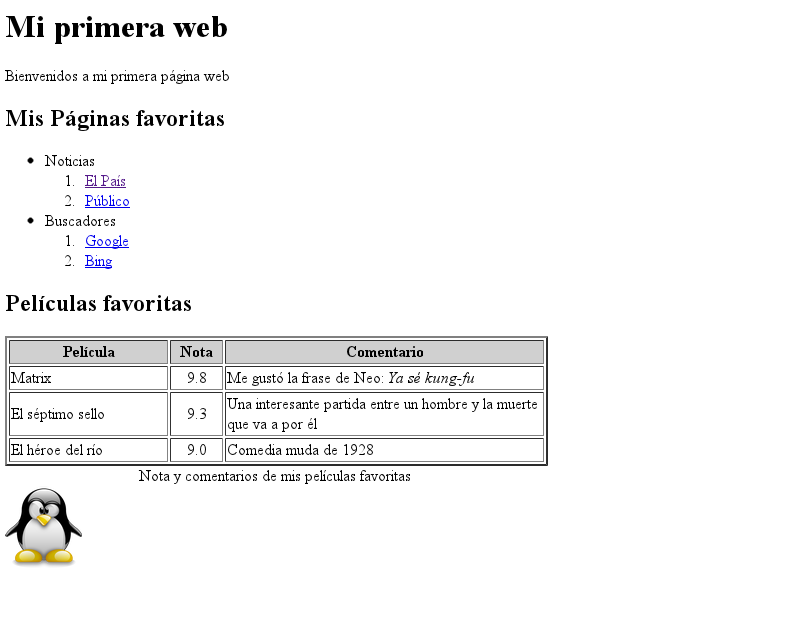 Mi primera web
Bienvenidos a mi primera página web
Mis Páginas favoritas
• Noticias
1. El País
2. Público
• Buscadores
1. Google
2. Bing
Películas favoritas
Película Nota Comentario
Matrix 9.8 Me gustó la frase de Neo: Ya sé kung-fu
El séptimo sello 9.3 Una interesante partida entre un hombre y la muerte
que va a por él
El héroe del río 9.0 Comedia muda de 1928
Nota y comentarios de mis películas favoritas